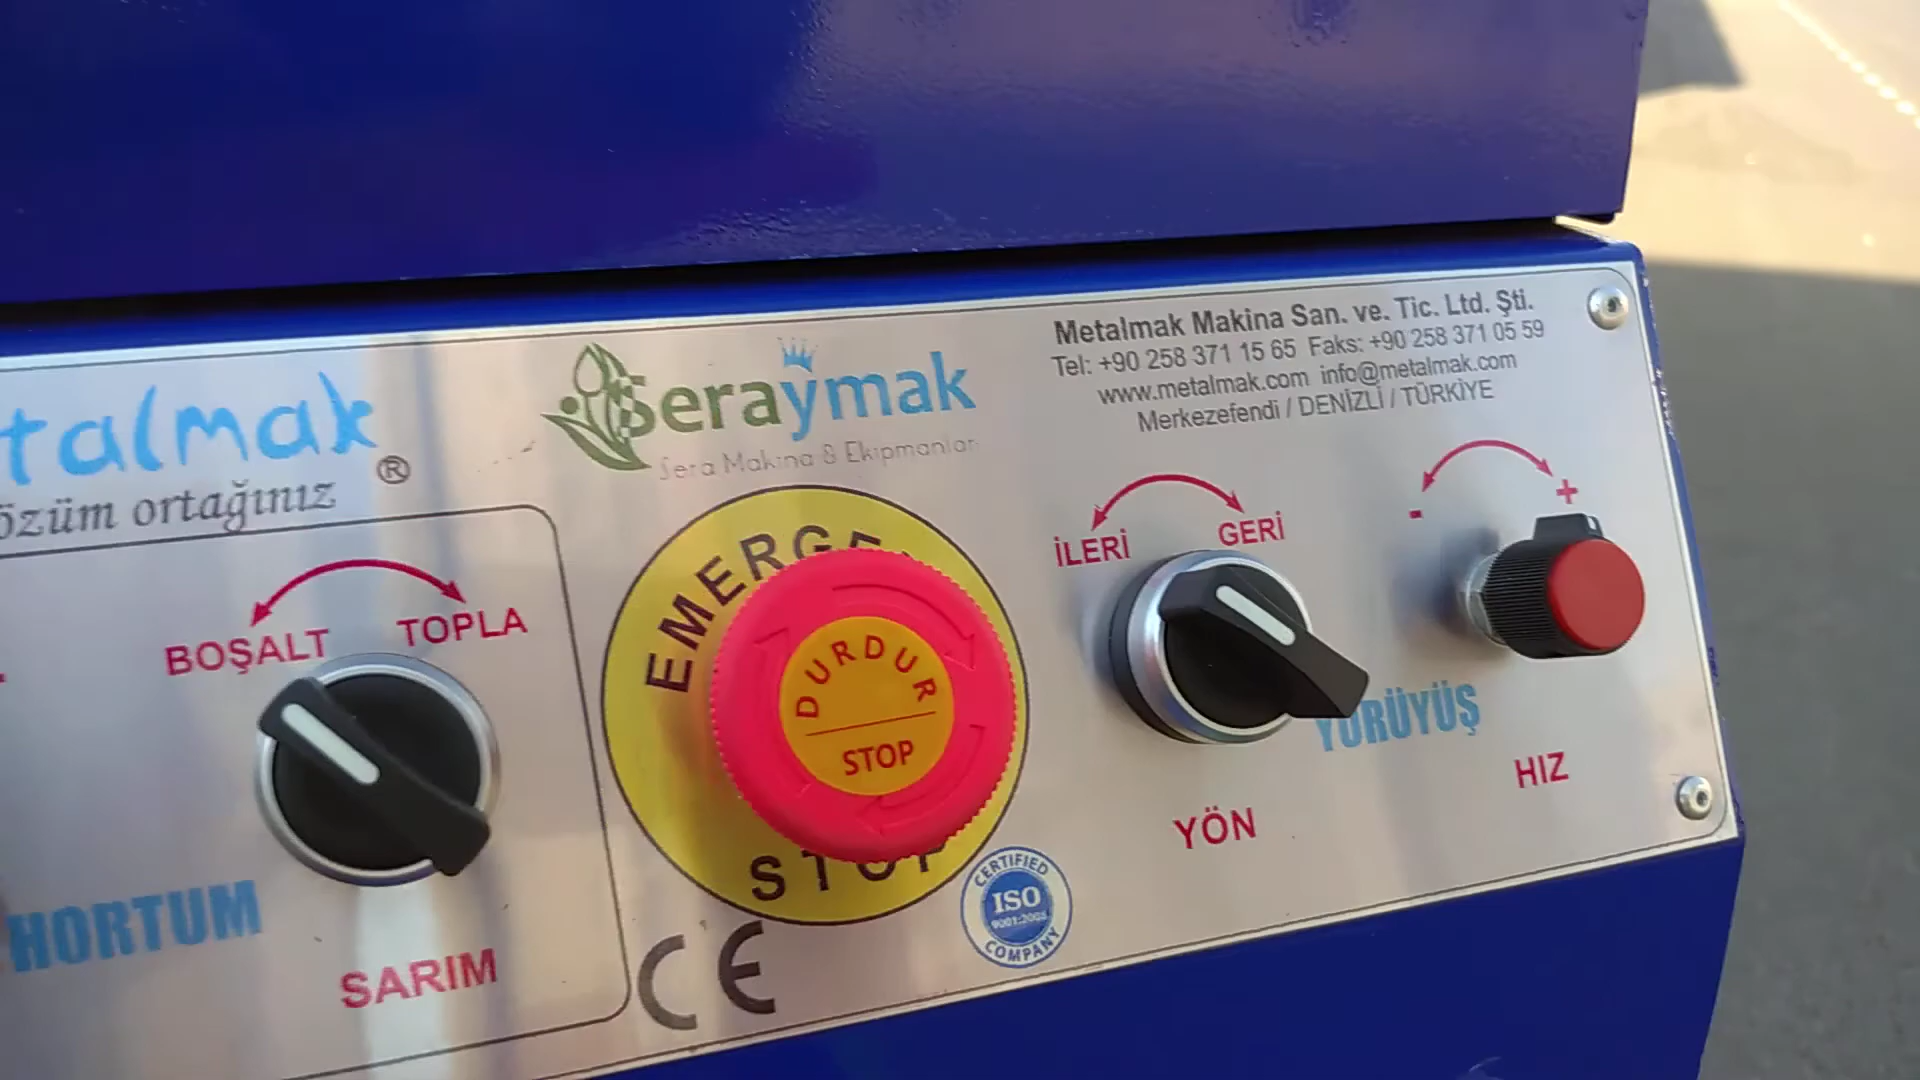 Metalmak Makina San. ve. Tic. Ltd. Şti.
Tel: +90 258 371 15 65 Faks: +90 258 371 05 59
www.metalmak.com info@metalmak.com
Merkezefendi / DENİZLİ / TÜRKİYE
talmak ®
özüm ortağınız
Seraymak
Sera Makina & Ekipmanları
BOŞALT TOPLA
HORTUM
SARIM
EMERGE
DURDUR
STOP
STOP
CE
CERTIFIED
ISO
9001:2008
COMPANY
İLERİ GERİ
YÖN
YÜRÜYÜŞ
- +
HIZ